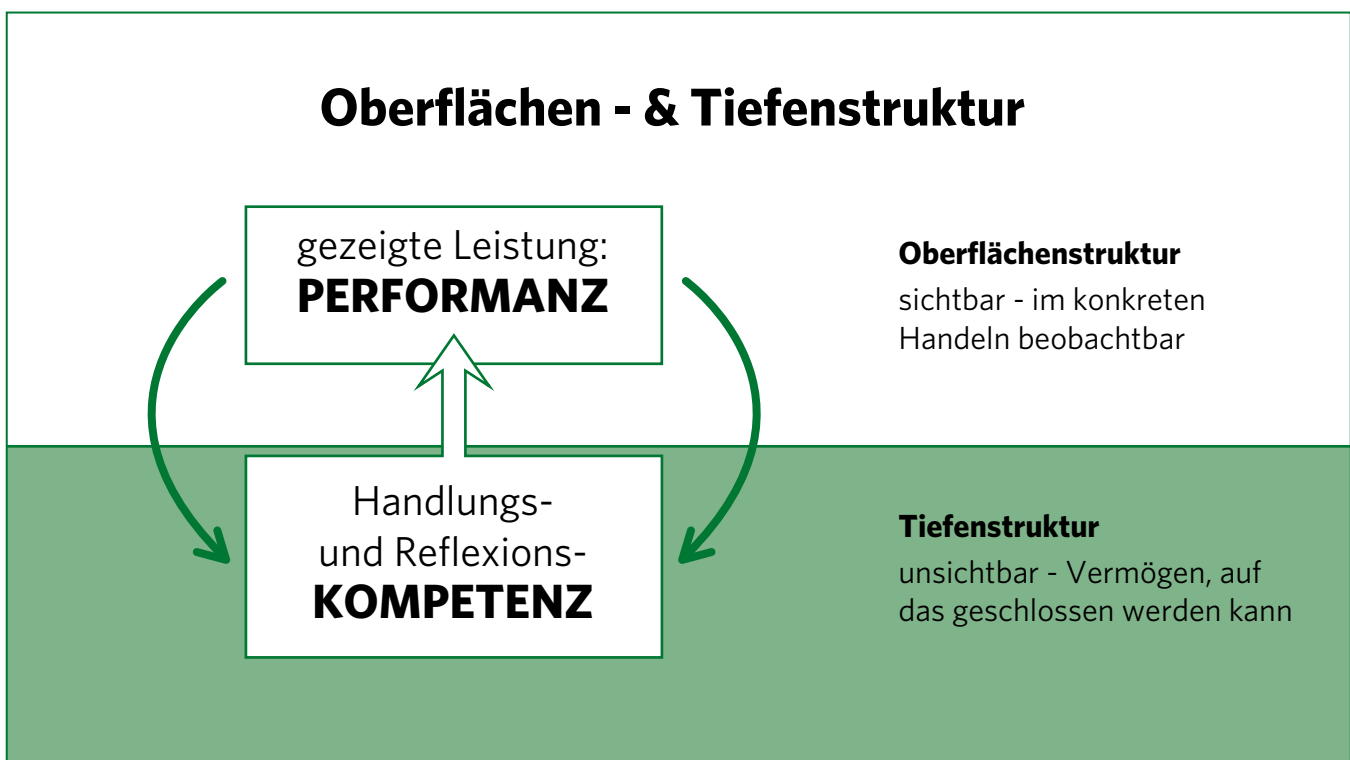 Oberflächen - & Tiefenstruktur
gezeigte Leistung:
PERFORMANZ
Oberflächenstruktur
sichtbar - im konkreten
Handeln beobachtbar
Handlungs-
und Reflexions-
KOMPETENZ
Tiefenstruktur
unsichtbar - Vermögen, auf
das geschlossen werden kann